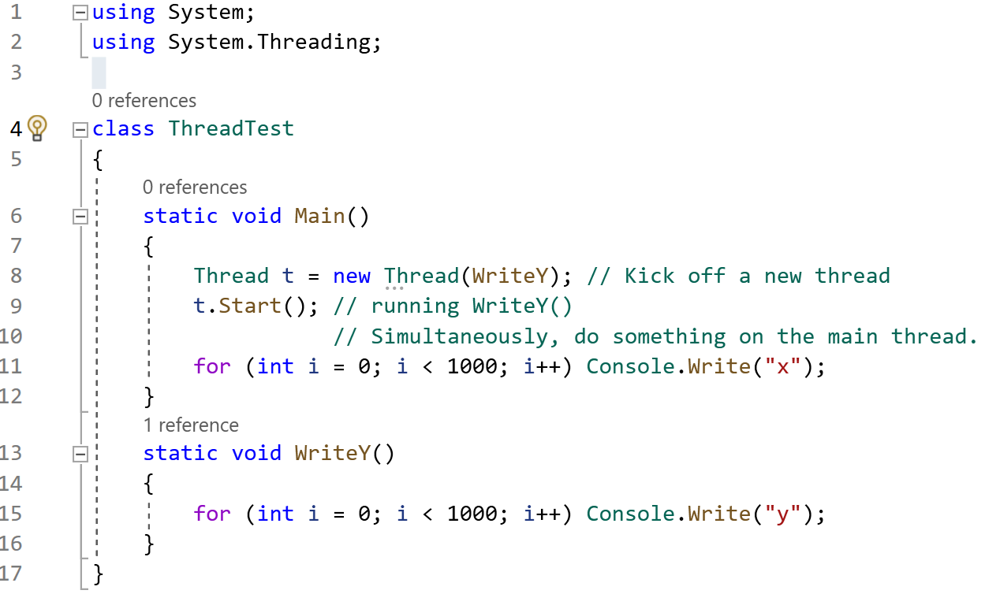 1 using System;
2 using System.Threading;
3
0 references
4 class ThreadTest
5 {
0 references
6 static void Main()
7 {
8 Thread t = new Thread(WriteY); // Kick off a new thread
9 t.Start(); // running WriteY()
10 // Simultaneously, do something on the main thread.
11 for (int i = 0; i < 1000; i++) Console.Write("x");
12 }
1 reference
13 static void WriteY()
14 {
15 for (int i = 0; i < 1000; i++) Console.Write("y");
16 }
17 }